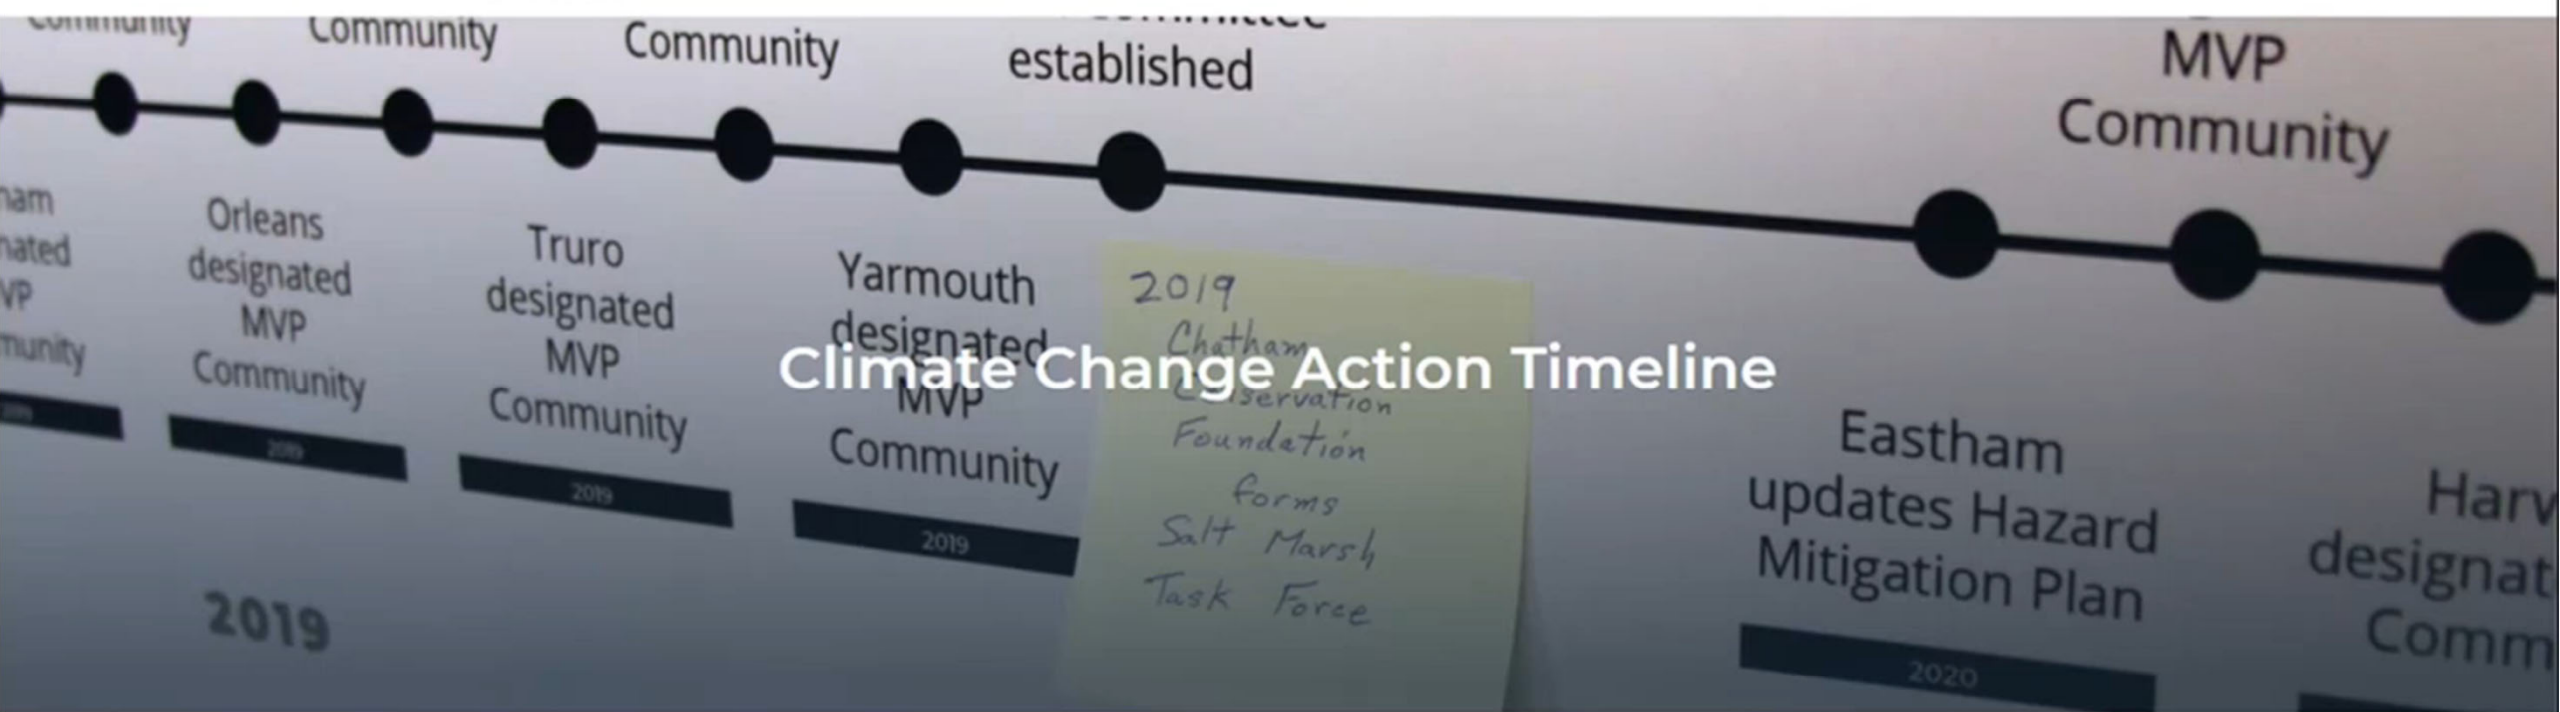 Community
Community
Community
established
MVP
Community
Orleans
designated
MVP
Community
2019
Truro
designated
MVP
Community
2019
Yarmouth
designated
MVP
Community
2019
2019
Chatham
Conservation
Foundation
forms
Salt Marsh
Task Force
Climate Change Action Timeline
Eastham
updates Hazard
Mitigation Plan
2020
2019